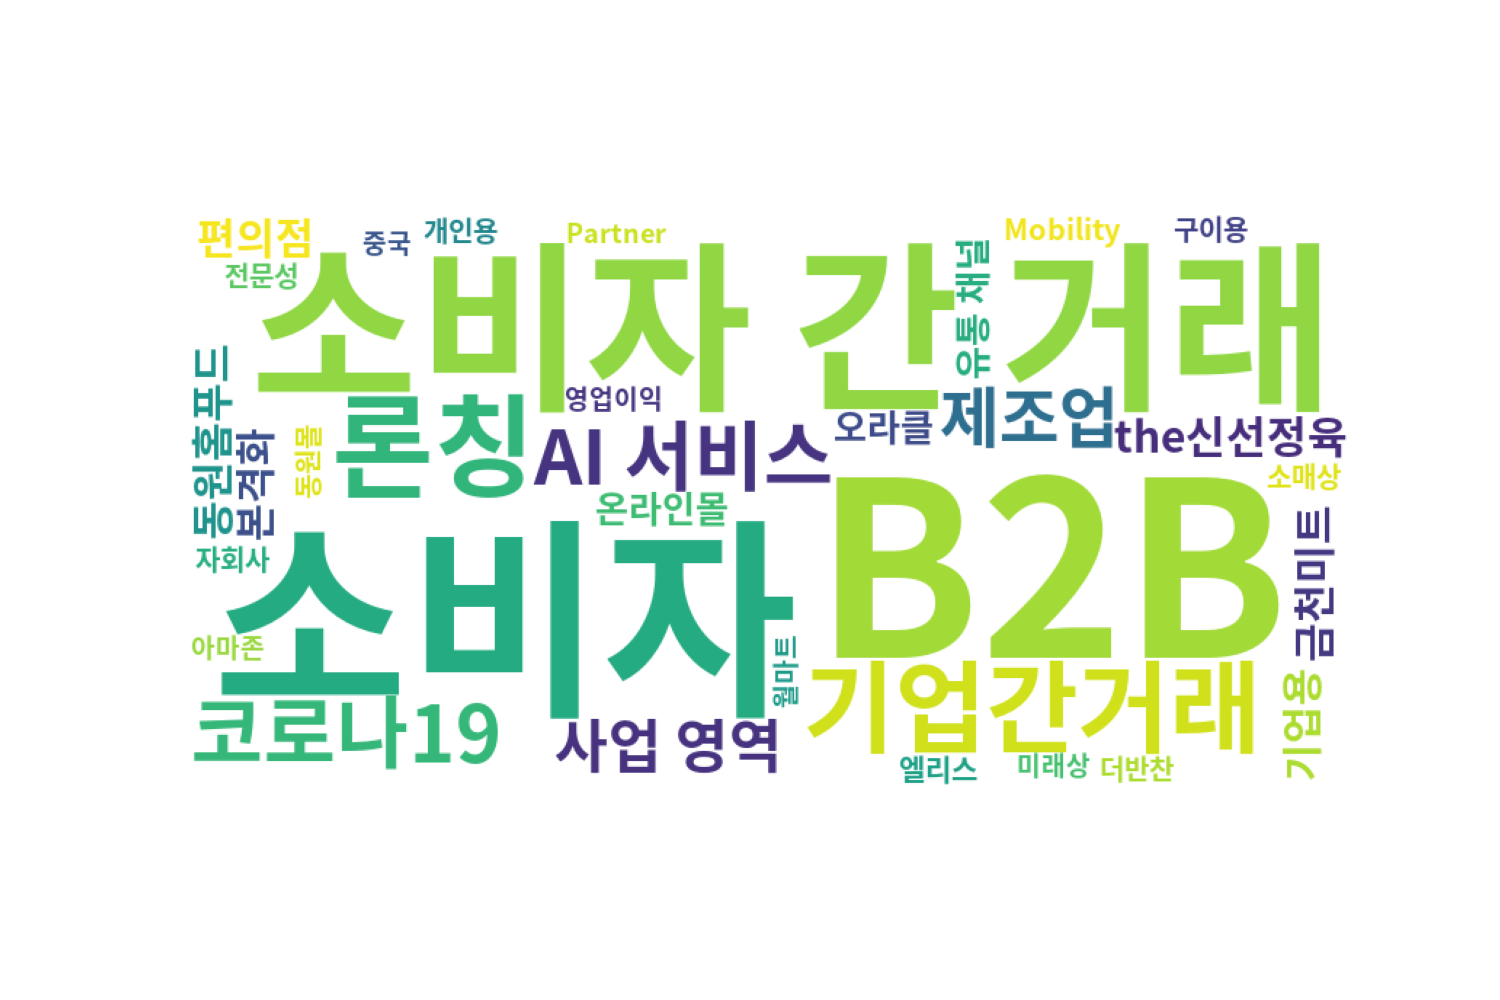 편의점
중국
개인용
Partner
Mobility
구이용
전문성
소비자 간 거래
유통 채널
동원홈푸드
본격화
동원몰
론칭
영업이익
AI 서비스
오라클
제조업
the신선정육
소매상
온라인몰
자회사
소비자
B2B
금천미트
아마존
월마트
기업간거래
기업용
코로나19
사업 영역
엘리스
미래상
더반찬